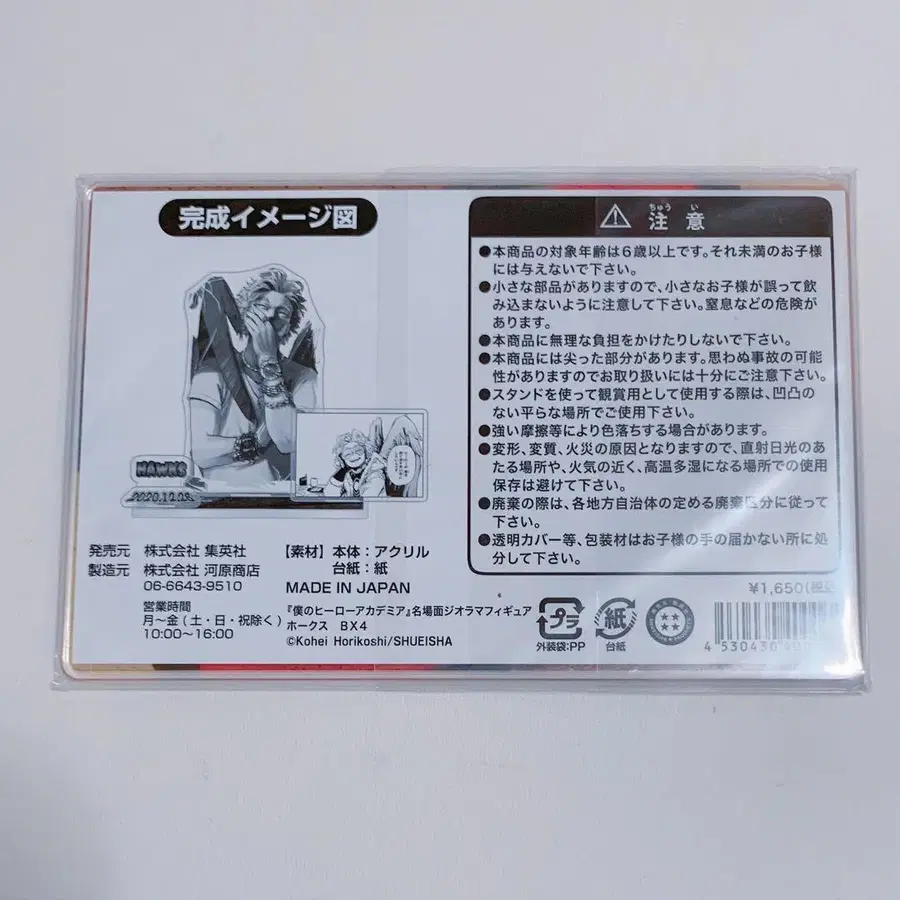 完成イメージ図
HAWKS
2020.12.28
発売元 株式会社 集英社
製造元 株式会社 河原商店
06-6643-9510
営業時間
月～金(土・日・祝除く)
10:00～16:00
【素材】本体：アクリル
台紙：紙
MADE IN JAPAN
『僕のヒーローアカデミア』名場面ジオラマフィギュア
ホークス BX4
©Kohei Horikoshi/SHUEISHA
ちゅう い
注意
●本商品の対象年齢は6歳以上です。それ未満のお子様
には与えないで下さい。
●小さな部品がありますので、小さなお子様が誤って飲
み込まないように注意して下さい。窒息などの危険が
あります。
●本商品に無理な負担をかけたりしないで下さい。
●本商品には尖った部分があります。思わぬ事故の可能
性がありますのでお取り扱いには十分にご注意下さい。
●スタンドを使って観賞用として使用する際は、凹凸の
ない平らな場所でご使用下さい。
●強い摩擦等により色落ちする場合があります。
●変形、変質、火災の原因となりますので、直射日光のあ
たる場所や、火気の近く、高温多湿になる場所での使用
保存は避けて下さい。
●廃棄の際は、各地方自治体の定める廃棄区分に従って
下さい。
●透明カバー等、包装材はお子様の手の届かない所に処
分して下さい。
¥1,650(税込
プラ
外装袋:PP
紙
台紙
4 530430